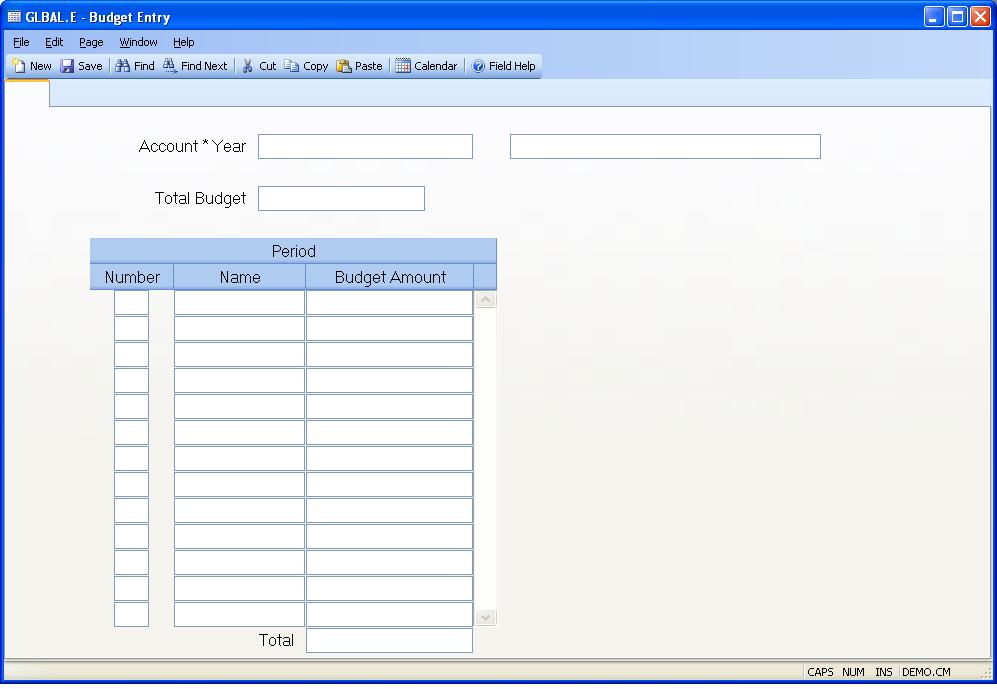 GLBAL.E - Budget Entry
File Edit Page Window Help
New Save Find Find Next Cut Copy Paste Calendar Field Help
Account * Year
Total Budget
Period
Number Name Budget Amount
Total
CAPS NUM INS DEMO.CM